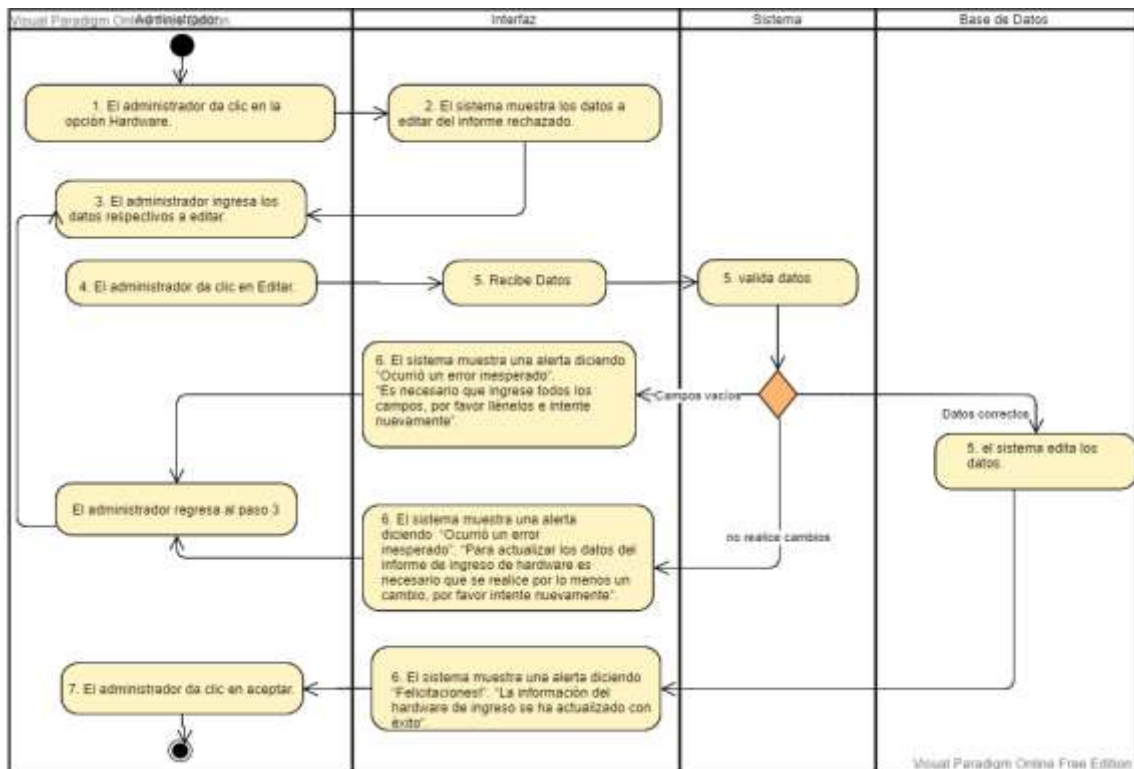 Visual Paradigm Online Free Edition
Administrador
Interfaz
Sistema
Base de Datos
1. El administrador da clic en la
opción Hardware.
2. El sistema muestra los datos a
editar del informe rechazado.
3. El administrador ingresa los
datos respectivos a editar.
4. El administrador da clic en Editar.
5. Recibe Datos
5. valida datos
6. El sistema muestra una alerta diciendo
“Ocurrió un error inesperado”.
“Es necesario que ingrese todos los
campos, por favor llénelos e intente
nuevamente”
Campos vacíos
Datos correctos
5. el sistema edita los
datos.
El administrador regresa al paso 3
6. El sistema muestra una alerta
diciendo “Ocurrió un error
inesperado”. “Para actualizar los datos del
informe de ingreso de hardware es
necesario que se realice por lo menos un
cambio, por favor intente nuevamente”.
no realice cambios
7. El administrador da clic en aceptar.
6. El sistema muestra una alerta diciendo
“Felicitaciones!”. “La información del
hardware de ingreso se ha actualizado con
éxito”.
Visual Paradigm Online Free Edition